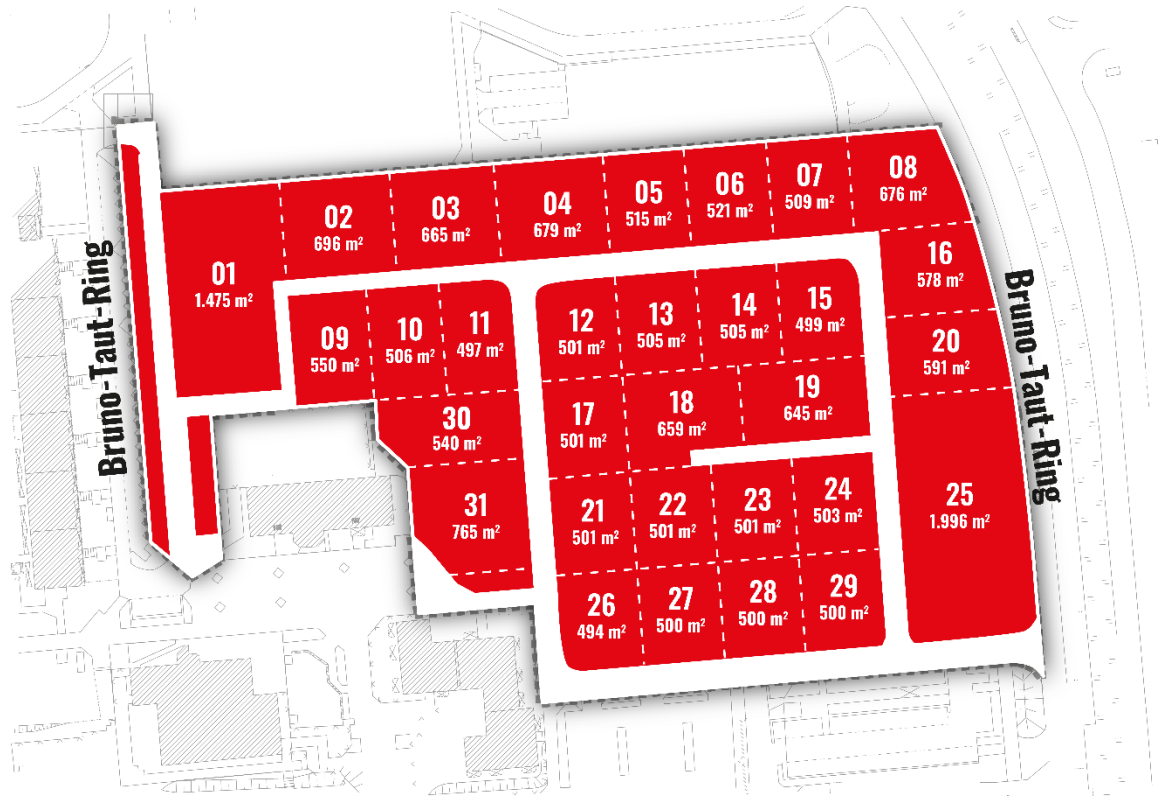 Bruno-Taut-Ring
01
1.475 m²
02
696 m²
03
665 m²
04
679 m²
05
515 m²
06
521 m²
07
509 m²
08
676 m²
09
550 m²
10
506 m²
11
497 m²
12
501 m²
13
505 m²
14
505 m²
15
499 m²
16
578 m²
17
501 m²
18
659 m²
19
645 m²
20
591 m²
Bruno-Taut-Ring
21
501 m²
22
501 m²
23
501 m²
24
503 m²
25
1.996 m²
26
494 m²
27
500 m²
28
500 m²
29
500 m²
30
540 m²
31
765 m²